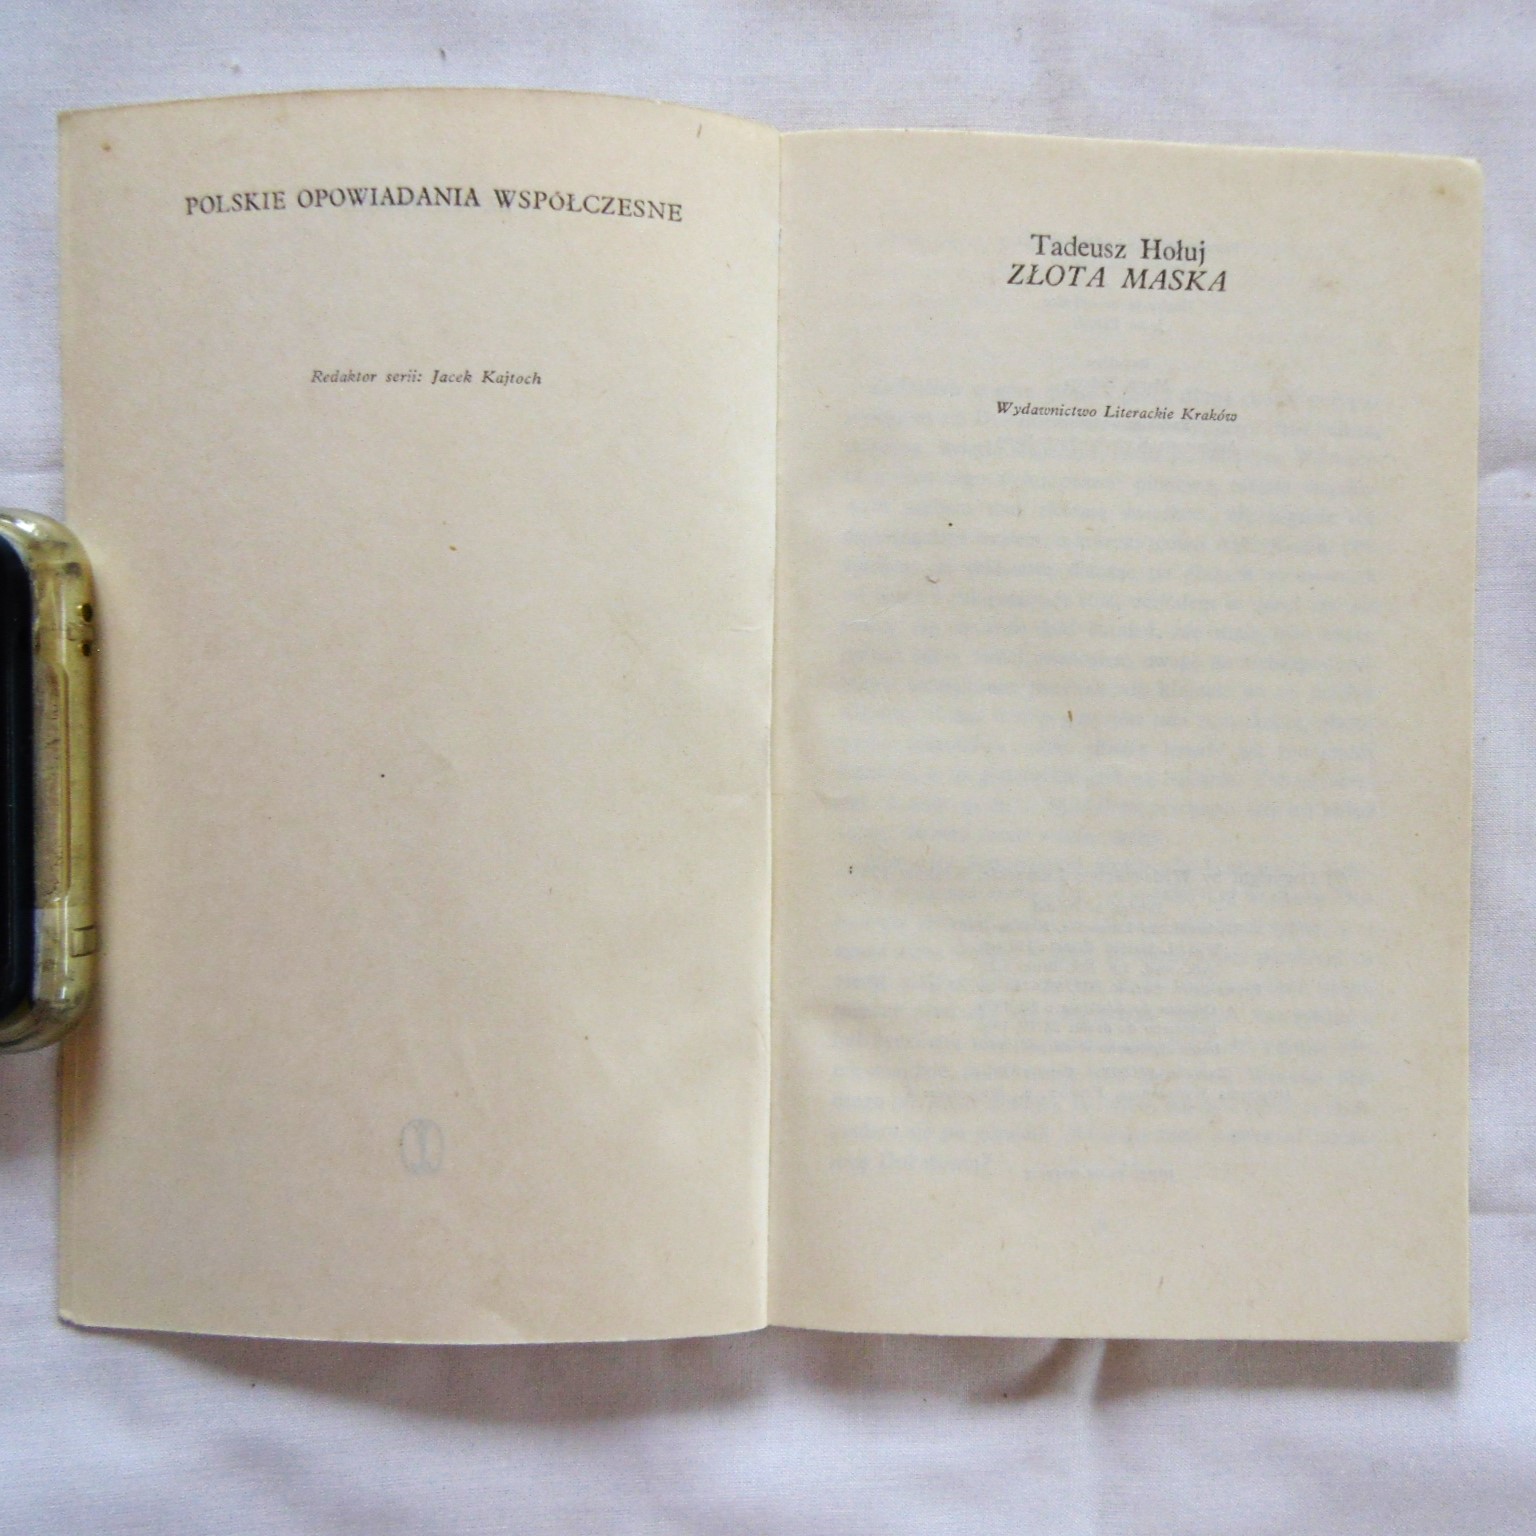 POLSKIE OPOWIADANIA WSPÓŁCZESNE
Redaktor serii: Jacek Kajtoch
Tadeusz Hołuj
ZŁOTA MASKA
Wydawnictwo Literackie Kraków